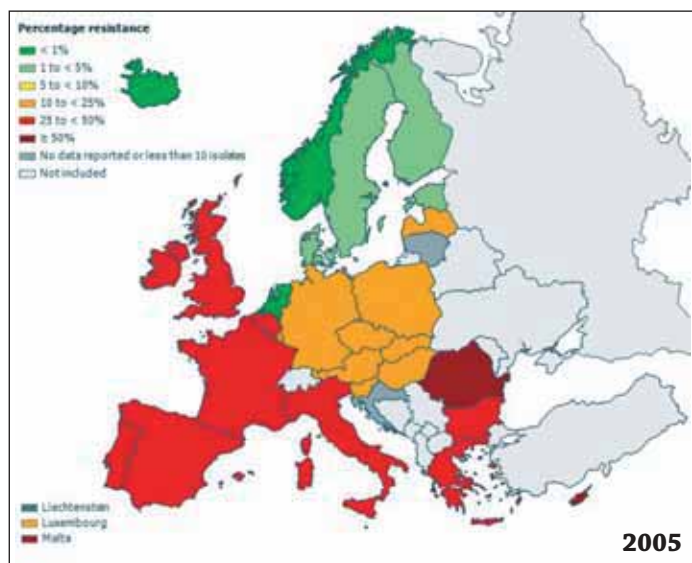 Percentage resistance
< 1%
1 to < 5%
5 to < 10%
10 to < 25%
25 to < 50%
≥ 50%
No data reported or less than 10 isolates
Not included
Liechtenstein
Luxembourg
Malta
2005